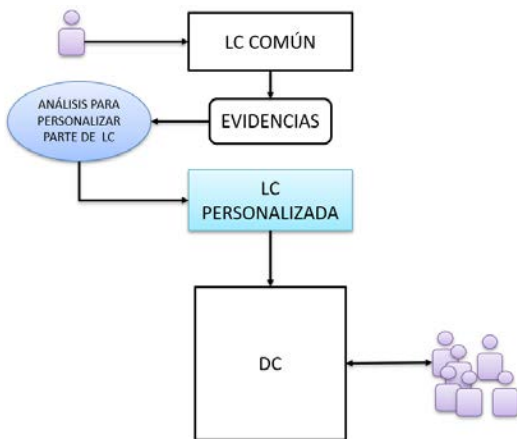 LC COMÚN
EVIDENCIAS
ANÁLISIS PARA
PERSONALIZAR
PARTE DE LC
LC
PERSONALIZADA
DC